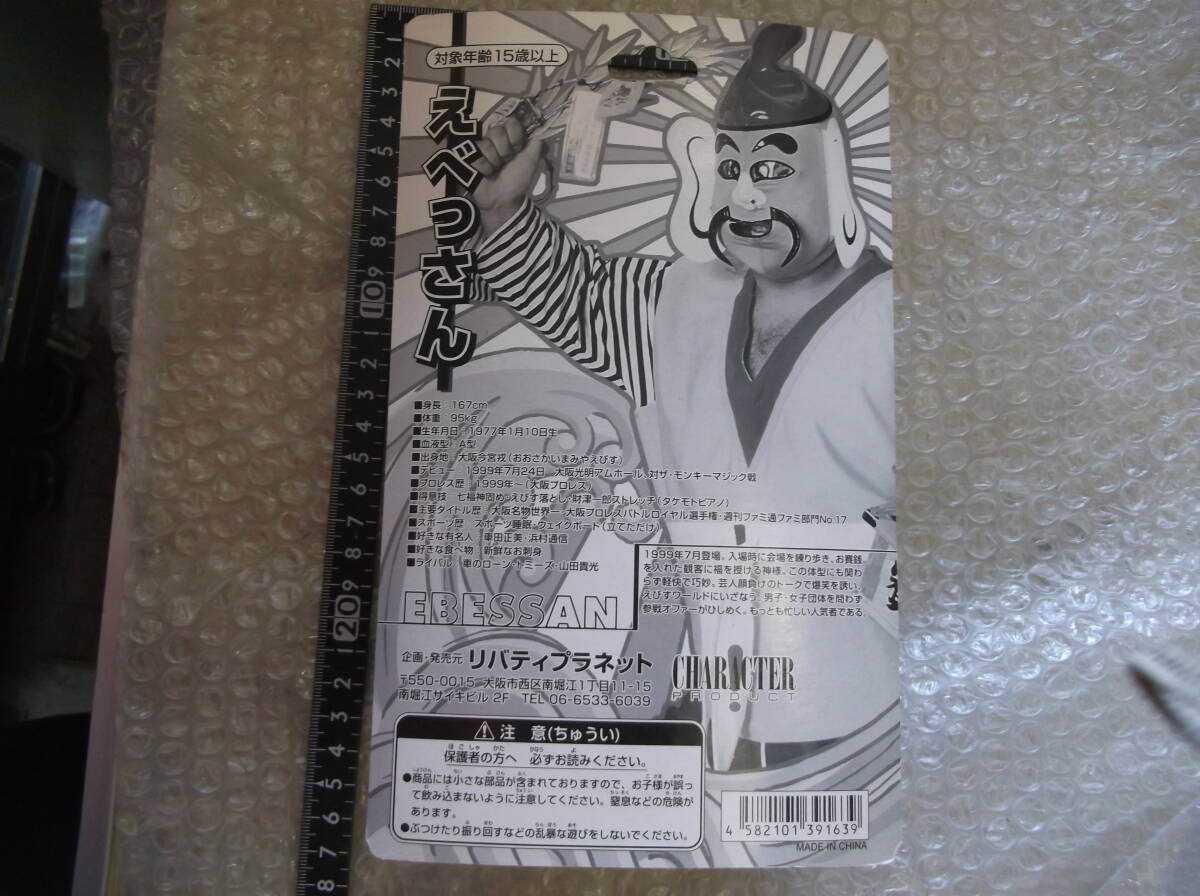 対象年齢15歳以上
えべっさん
■身長 167cm
■体重 95kg
■生年月日 1977年1月10日生
■血液型 A型
■出身地 大阪今宮戎(おおさかいまみやえびす)
■デビュー 1999年7月24日 大阪光明アムホール、対ザ・モンキーマジック戦
■プロレス歴 1999年～(大阪プロレス)
■得意技 七福神固め・えびす落とし・財津一郎ストレッチ(タケモトピアノ)
■主要タイトル歴 大阪名物世界一・大阪プロレスバトルロイヤル選手権・週刊ファミ通ファミ部門No.17
■スポーツ歴 スポーツ睡眠・ウェイクボード(立てただけ)
■好きな有名人 車田正美・浜村通信
■好きな食べ物 新鮮なお刺身
■ライバル 車のローン・トミーズ・山田貴光
1999年7月登場。入場時に会場を練り歩き、お賽銭
を入れた観客に福を授ける神様。この体型にも関わ
らず軽快で巧妙。芸人顔負けのトークで爆笑を誘い、
えびすワールドにいざなう。男子・女子団体を問わず
参戦オファーがひしめく。もっとも忙しい人気者である。
EBESSAN
企画・発売元 リバティプラネット
〒550-0015 大阪市西区南堀江1丁目11-15
南堀江サイキビル 2F TEL 06-6533-6039
CHARACTER
PRODUCT
注 意(ちゅうい)
保護者の方へ 必ずお読みください。
●商品には小さな部品が含まれておりますので、お子様が誤っ
て飲み込まないように注意してください。窒息などの危険が
あります。
●ぶつけたり振り回すなどの乱暴な遊びをしないでください。
4 582101 391639
MADE IN CHINA